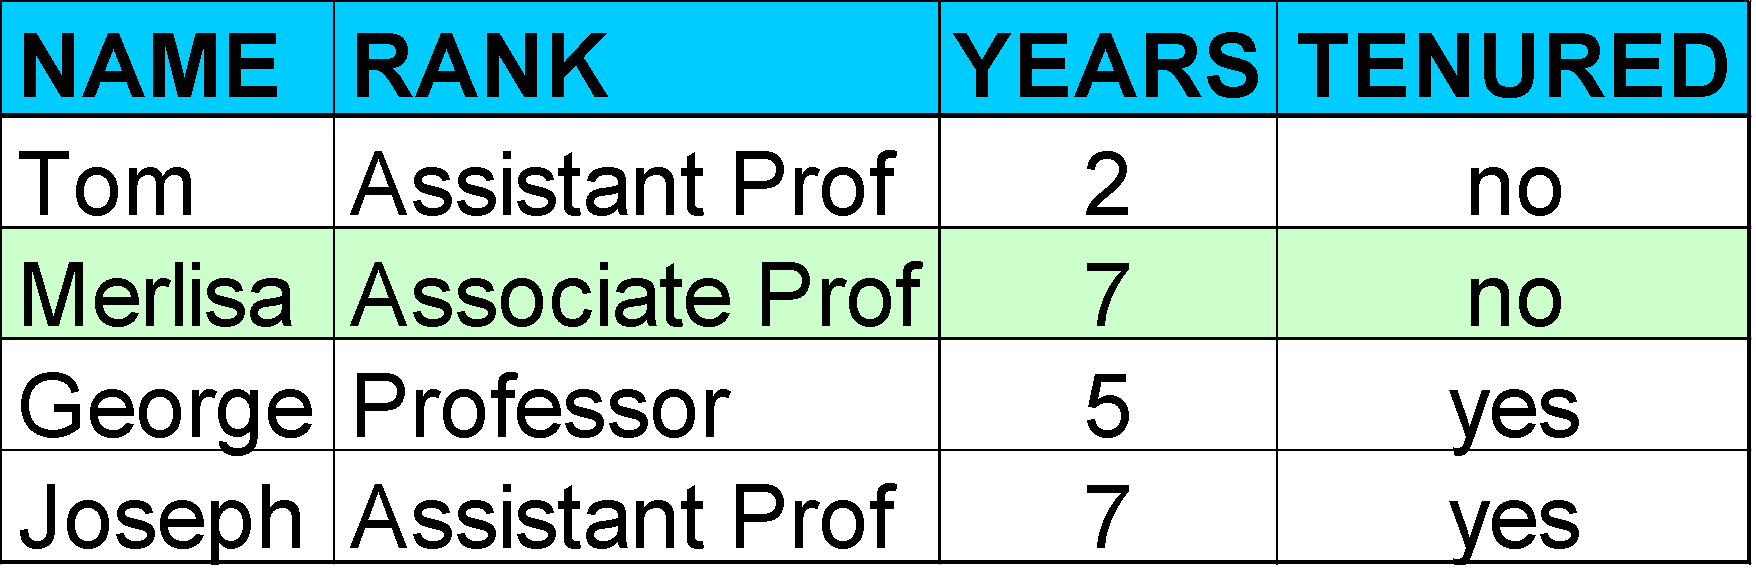 NAME RANK YEARS TENURED
Tom Assistant Prof 2 no
Merlisa Associate Prof 7 no
George Professor 5 yes
Joseph Assistant Prof 7 yes